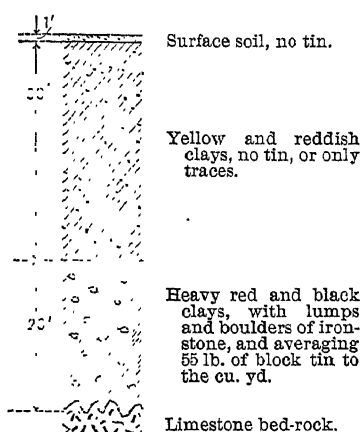 1'
Surface soil, no tin.
Yellow and reddish
clays, no tin, or only
traces.
Heavy red and black
clays, with lumps
and boulders of iron-
stone, and averaging
55 lb. of block tin to
the cu. yd.
20'
Limestone bed-rock.